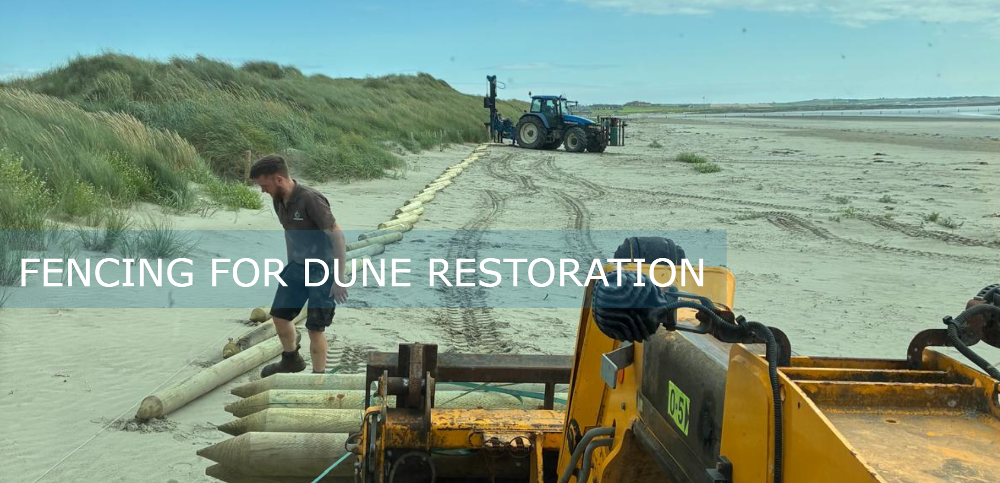 FENCING FOR DUNE RESTORATION
0·5